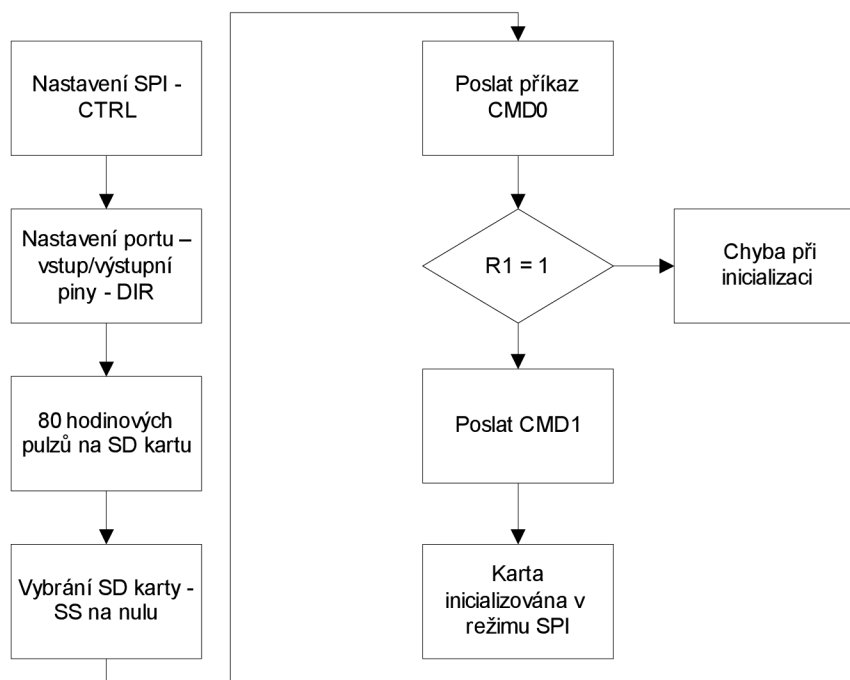 Nastavení SPI -
CTRL
Nastavení portu –
vstup/výstupní
piny - DIR
80 hodinových
pulzů na SD kartu
Vybrání SD karty -
SS na nulu
Poslat příkaz
CMD0
R1 = 1
Chyba při
inicializaci
Poslat CMD1
Karta
inicializována v
režimu SPI